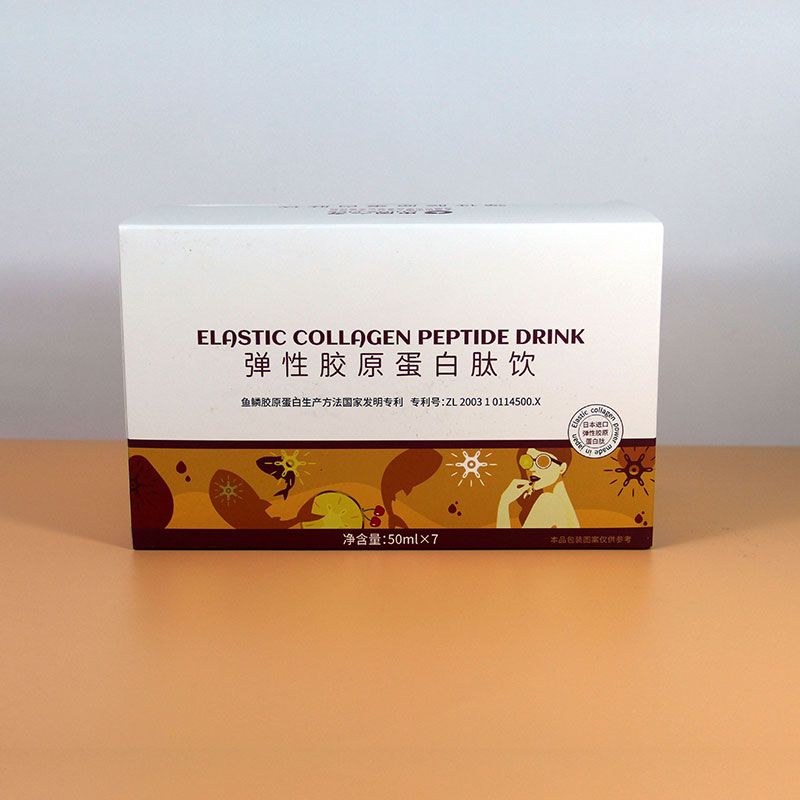 ELASTIC COLLAGEN PEPTIDE DRINK
弹性胶原蛋白肽饮
鱼鳞胶原蛋白生产方法国家发明专利 专利号:ZL 2003 1 0114500.X
Elastic collagen power made in japan
日本进口
弹性胶原
蛋白肽
净含量:50ml×7
本品包装图案仅供参考